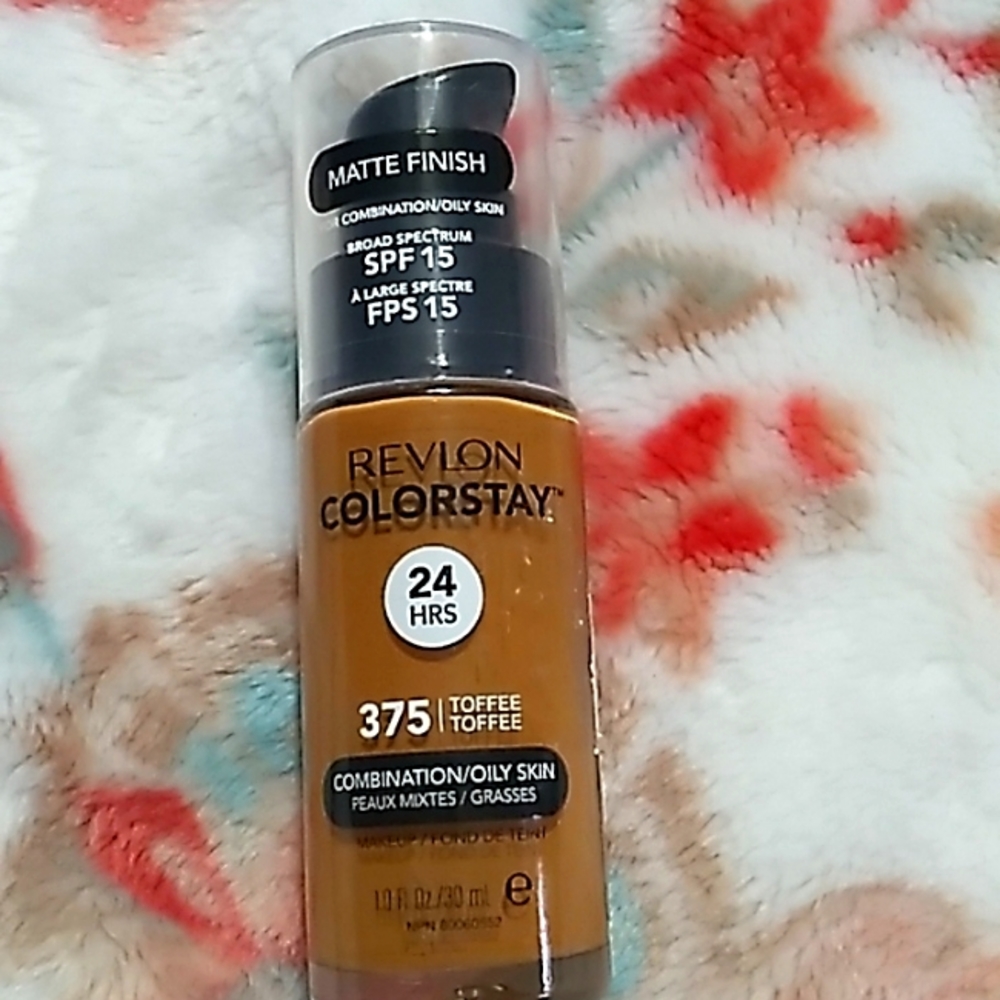 MATTE FINISH
COMBINATION/OILY SKIN
BROAD SPECTRUM
SPF 15
À LARGE SPECTRE
FPS 15
REVLON
COLORSTAY™
24
HRS
375 | TOFFEE
TOFFEE
COMBINATION/OILY SKIN
PEAUX MIXTES / GRASSES
MAKEUP / FOND DE TEINT
1.0 Fl. Oz./30 mL e
NPN